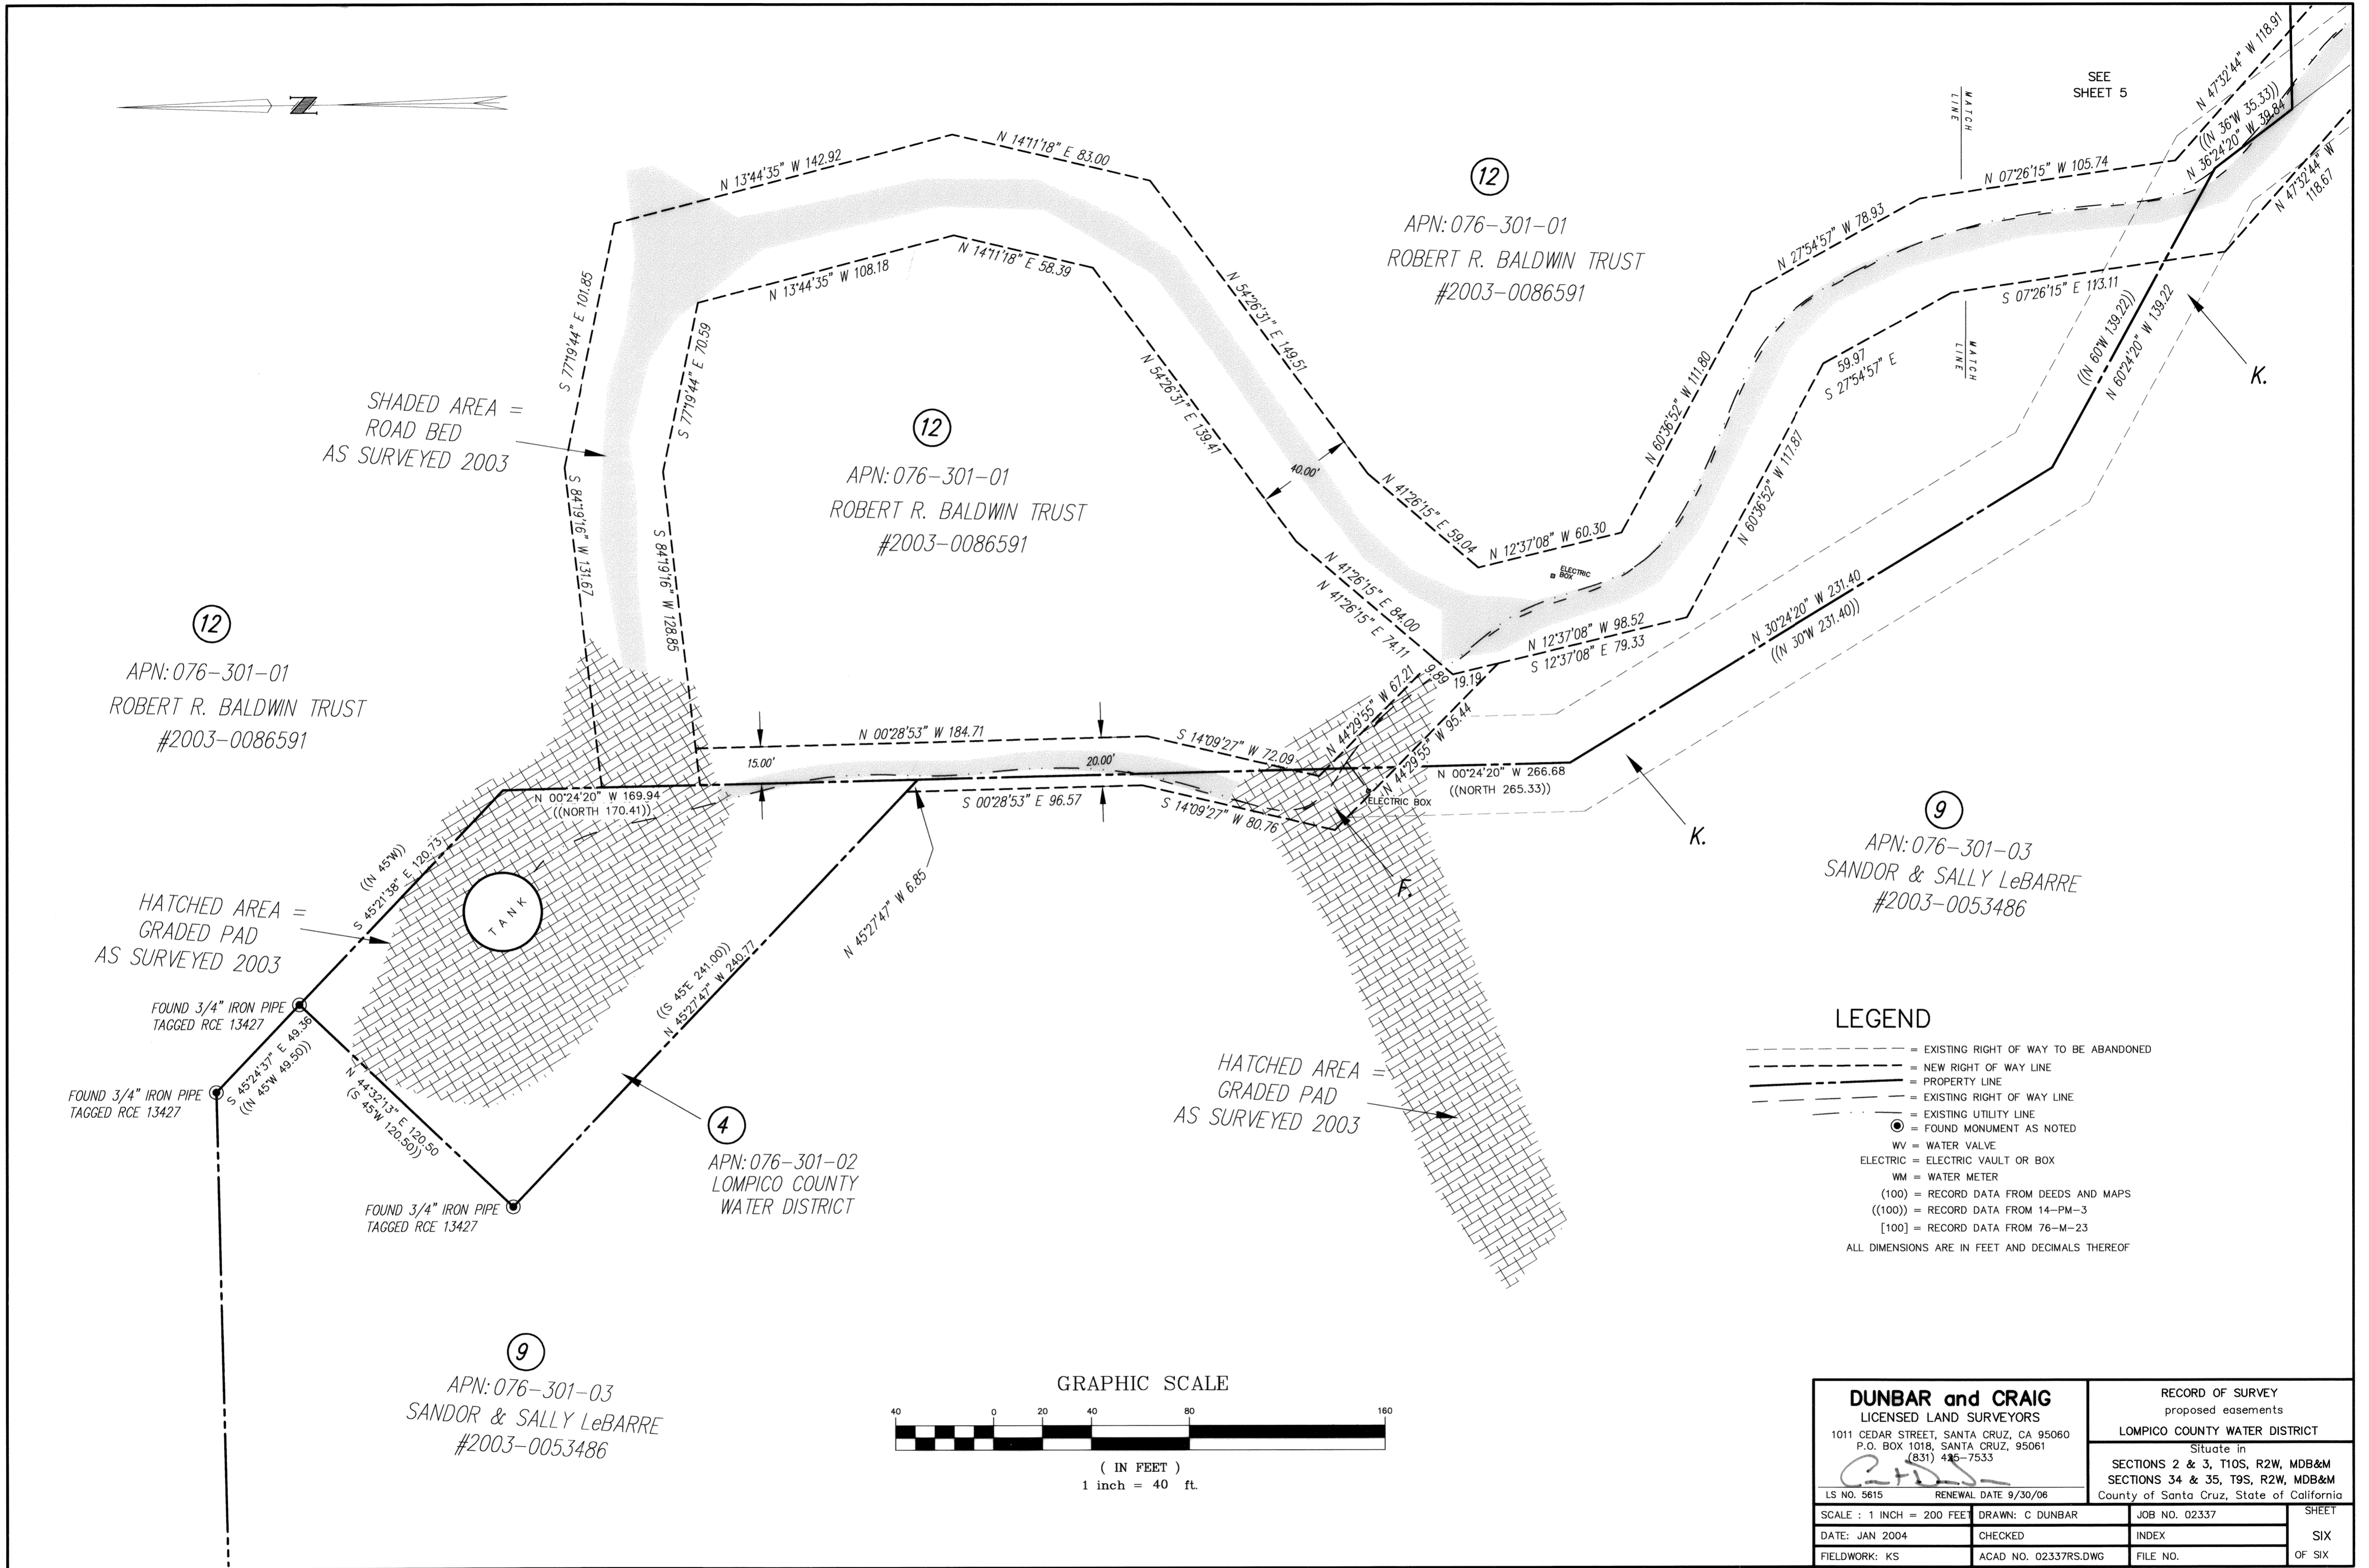 N
SEE
SHEET 5
MATCH
LINE
MATCH
LINE
N 47°32'44" W 118.91
((N 36°W 35.33))
N 36°24'20" W 39.84
N 47°32'44" W
118.67
N 07°26'15" W 105.74
S 07°26'15" E 113.11
N 27°54'57" W 78.93
59.97
S 27°54'57" E
((N 60°W 139.22))
N 60°24'20" W 139.22
K.
N 13°44'35" W 142.92
N 14°11'18" E 83.00
N 13°44'35" W 108.18
N 14°11'18" E 58.39
S 77°19'44" E 101.85
S 77°19'44" E 70.59
N 54°26'31" E 149.51
N 54°26'31" E 139.41
40.00'
12
APN: 076-301-01
ROBERT R. BALDWIN TRUST
#2003-0086591
SHADED AREA =
ROAD BED
AS SURVEYED 2003
12
APN: 076-301-01
ROBERT R. BALDWIN TRUST
#2003-0086591
N 60°36'52" W 111.80
N 60°36'52" W 117.87
N 41°26'15" E 59.04
N 12°37'08" W 60.30
ELECTRIC
BOX
S 84°19'16" W 131.67
S 84°19'16" W 128.85
N 41°26'15" E 84.00
N 41°26'15" E 74.11
9.89
19.19
N 12°37'08" W 98.52
S 12°37'08" E 79.33
N 30°24'20" W 231.40
((N 30°W 231.40))
12
APN: 076-301-01
ROBERT R. BALDWIN TRUST
#2003-0086591
N 00°28'53" W 184.71
15.00'
20.00'
S 14°09'27" W 72.09
N 44°29'55" W 67.21
N 44°29'55" W 95.44
N 00°24'20" W 266.68
((NORTH 265.33))
ELECTRIC BOX
N 00°24'20" W 169.94
((NORTH 170.41))
S 00°28'53" E 96.57
S 14°09'27" W 80.76
N 45°27'47" W 6.85
F.
K.
9
APN: 076-301-03
SANDOR & SALLY LeBARRE
#2003-0053486
((N 45°W))
S 45°21'38" E 120.73
TANK
HATCHED AREA =
GRADED PAD
AS SURVEYED 2003
((S 45°E 241.00))
N 45°27'47" W 240.77
FOUND 3/4" IRON PIPE
TAGGED RCE 13427
S 45°24'37" E 49.36
((N 45°W 49.50))
FOUND 3/4" IRON PIPE
TAGGED RCE 13427
N 44°32'13" E 120.50
(S 45°W 120.50))
FOUND 3/4" IRON PIPE
TAGGED RCE 13427
4
APN: 076-301-02
LOMPICO COUNTY
WATER DISTRICT
HATCHED AREA =
GRADED PAD
AS SURVEYED 2003
LEGEND
= EXISTING RIGHT OF WAY TO BE ABANDONED
= NEW RIGHT OF WAY LINE
= PROPERTY LINE
= EXISTING RIGHT OF WAY LINE
= EXISTING UTILITY LINE
= FOUND MONUMENT AS NOTED
WV = WATER VALVE
ELECTRIC = ELECTRIC VAULT OR BOX
WM = WATER METER
(100) = RECORD DATA FROM DEEDS AND MAPS
((100)) = RECORD DATA FROM 14-PM-3
[100] = RECORD DATA FROM 76-M-23
ALL DIMENSIONS ARE IN FEET AND DECIMALS THEREOF
9
APN: 076-301-03
SANDOR & SALLY LeBARRE
#2003-0053486
GRAPHIC SCALE
40 0 20 40 80 160
( IN FEET )
1 inch = 40 ft.
DUNBAR and CRAIG
LICENSED LAND SURVEYORS
1011 CEDAR STREET, SANTA CRUZ, CA 95060
P.O. BOX 1018, SANTA CRUZ, 95061
(831) 425-7533
LS NO. 5615 RENEWAL DATE 9/30/06
RECORD OF SURVEY
proposed easements
LOMPICO COUNTY WATER DISTRICT
Situate in
SECTIONS 2 & 3, T10S, R2W, MDB&M
SECTIONS 34 & 35, T9S, R2W, MDB&M
County of Santa Cruz, State of California
SCALE : 1 INCH = 200 FEET
DRAWN: C DUNBAR
JOB NO. 02337
SHEET
DATE: JAN 2004
CHECKED
INDEX
SIX
FIELDWORK: KS
ACAD NO. 02337RS.DWG
FILE NO.
OF SIX